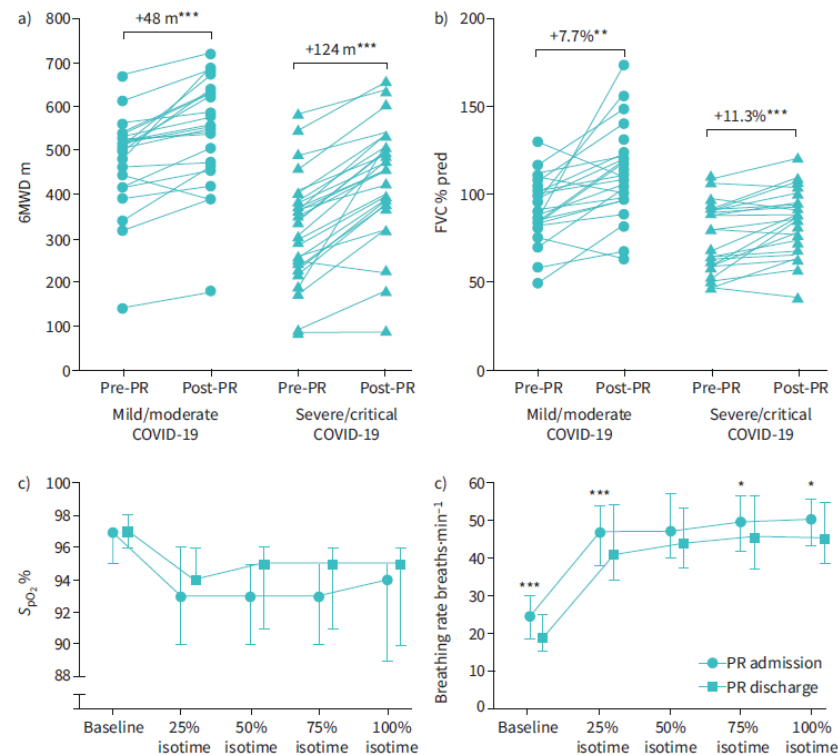 a)
800
700
600
500
400
300
200
100
0
6MWD m
+48 m***
+124 m***
Pre-PR Post-PR Pre-PR Post-PR
Mild/moderate Severe/critical
COVID-19 COVID-19
b)
200
150
100
50
0
FVC % pred
+7.7%**
+11.3%***
Pre-PR Post-PR Pre-PR Post-PR
Mild/moderate Severe/critical
COVID-19 COVID-19
c)
100
98
96
94
92
90
88
SpO2 %
Baseline 25% 50% 75% 100%
isotime isotime isotime isotime
c)
60
50
40
30
20
10
0
Breathing rate breaths·min−1
***
***
*
*
PR admission
PR discharge
Baseline 25% 50% 75% 100%
isotime isotime isotime isotime